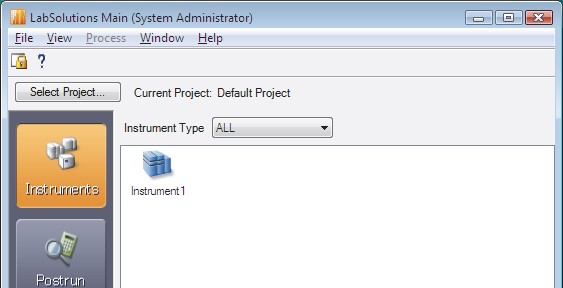 LabSolutions Main (System Administrator)
File View Process Window Help
?
Select Project... Current Project: Default Project
Instrument Type ALL
Instruments
Instrument1
Postrun